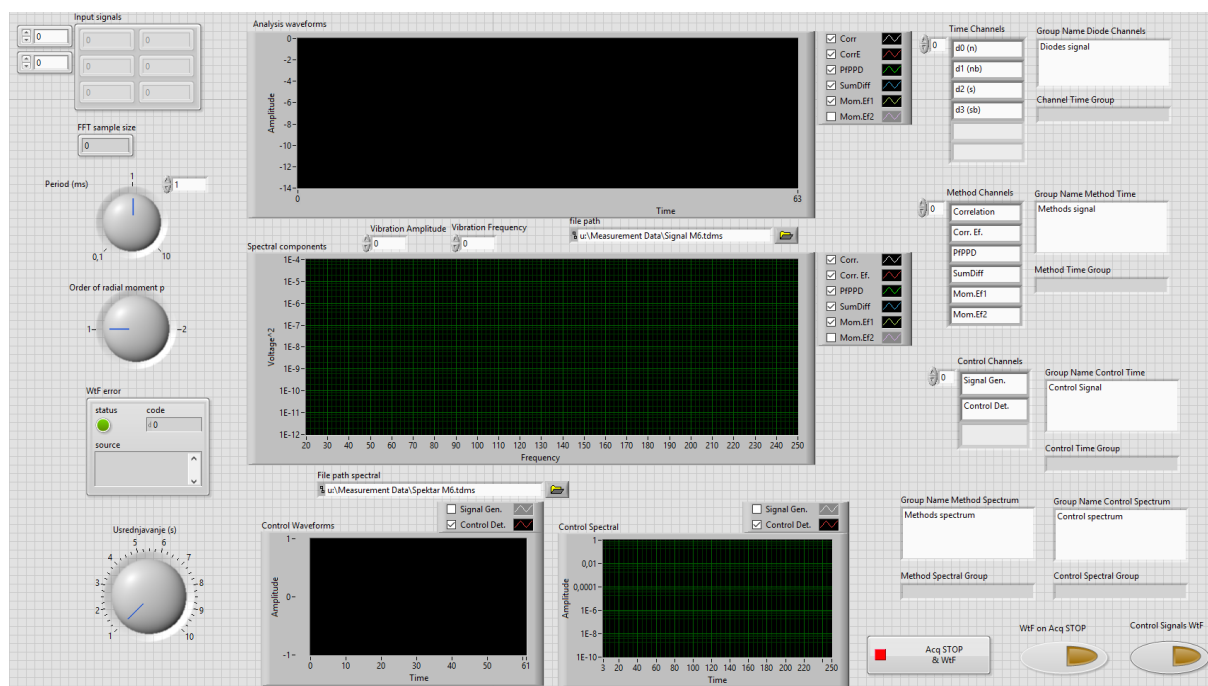 Input signals
0
0
0 0
0 0
0 0
FFT sample size
0
Period (ms)
1
1
0,1
10
Order of radial moment p
1
2
WtF error
status
code
d 0
source
Usrednjavanje (s)
1
2
3
4
5
6
7
8
9
10
Analysis waveforms
Amplitude
0
-2
-4
-6
-8
-10
-12
-14
0
63
Time
Corr
CorrE
PfPPD
SumDiff
Mom.Ef1
Mom.Ef2
Vibration Amplitude
0
Vibration Frequency
0
file path
u:\Measurement Data\Signal M6.tdms
Spectral components
Voltage^2
1E-4
1E-5
1E-6
1E-7
1E-8
1E-9
1E-10
1E-11
1E-12
20 30 40 50 60 70 80 90 100 110 120 130 140 150 160 170 180 190 200 210 220 230 240 250
Frequency
Corr.
Corr. Ef.
PfPPD
SumDiff
Mom.Ef1
Mom.Ef2
File path spectral
u:\Measurement Data\Spektar M6.tdms
Signal Gen.
Control Det.
Control Waveforms
Amplitude
1
0
-1
0 10 20 30 40 50 61
Time
Signal Gen.
Control Det.
Control Spectral
Amplitude
1
0,01
0,0001
1E-6
1E-8
1E-10
3 20 40 60 80 100 120 140 160 180 200 220 250
Time
Time Channels
0
d0 (n)
d1 (nb)
d2 (s)
d3 (sb)
Group Name Diode Channels
Diodes signal
Channel Time Group
Method Channels
0
Correlation
Corr. Ef.
PfPPD
SumDiff
Mom.Ef1
Mom.Ef2
Group Name Method Time
Methods signal
Method Time Group
Control Channels
0
Signal Gen.
Control Det.
Group Name Control Time
Control Signal
Control Time Group
Group Name Method Spectrum
Methods spectrum
Group Name Control Spectrum
Control spectrum
Method Spectral Group
Control Spectral Group
Acq STOP
& WtF
WtF on Acq STOP
Control Signals WtF